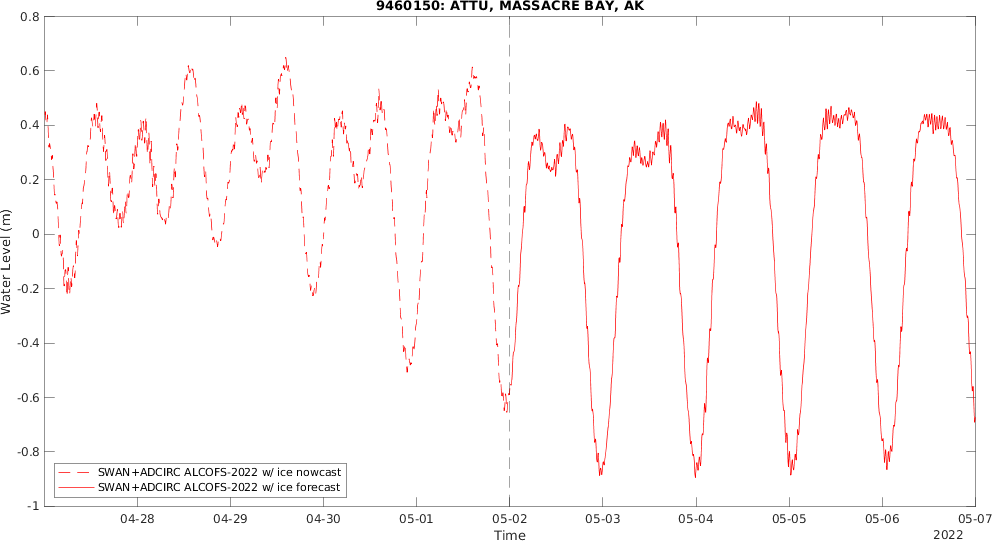 9460150: ATTU, MASSACRE BAY, AK
Water Level (m)
0.8
0.6
0.4
0.2
0
-0.2
-0.4
-0.6
-0.8
-1
SWAN+ADCIRC ALCOFS-2022 w/ ice nowcast
SWAN+ADCIRC ALCOFS-2022 w/ ice forecast
04-28 04-29 04-30 05-01 05-02 05-03 05-04 05-05 05-06 05-07
Time
2022